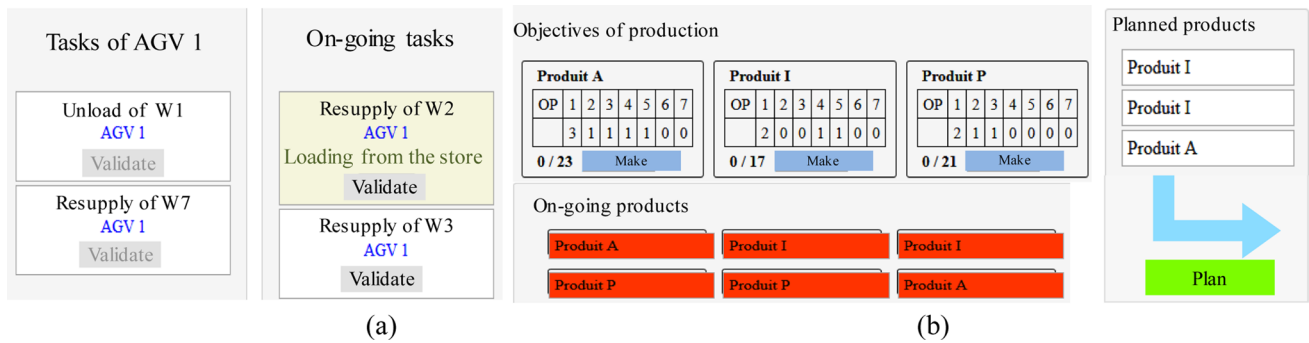 Tasks of AGV 1
Unload of W1
AGV 1
Validate
Resupply of W7
AGV 1
Validate
On-going tasks
Resupply of W2
AGV 1
Loading from the store
Validate
Resupply of W3
AGV 1
Validate
(a)
Objectives of production
Produit A
OP 1 2 3 4 5 6 7
3 1 1 1 1 0 0
0 / 23 Make
Produit I
OP 1 2 3 4 5 6 7
2 0 0 1 1 0 0
0 / 17 Make
Produit P
OP 1 2 3 4 5 6 7
2 1 1 0 0 0 0
0 / 21 Make
On-going products
Produit A Produit I Produit I
Produit P Produit P Produit A
Planned products
Produit I
Produit I
Produit A
Plan
(b)